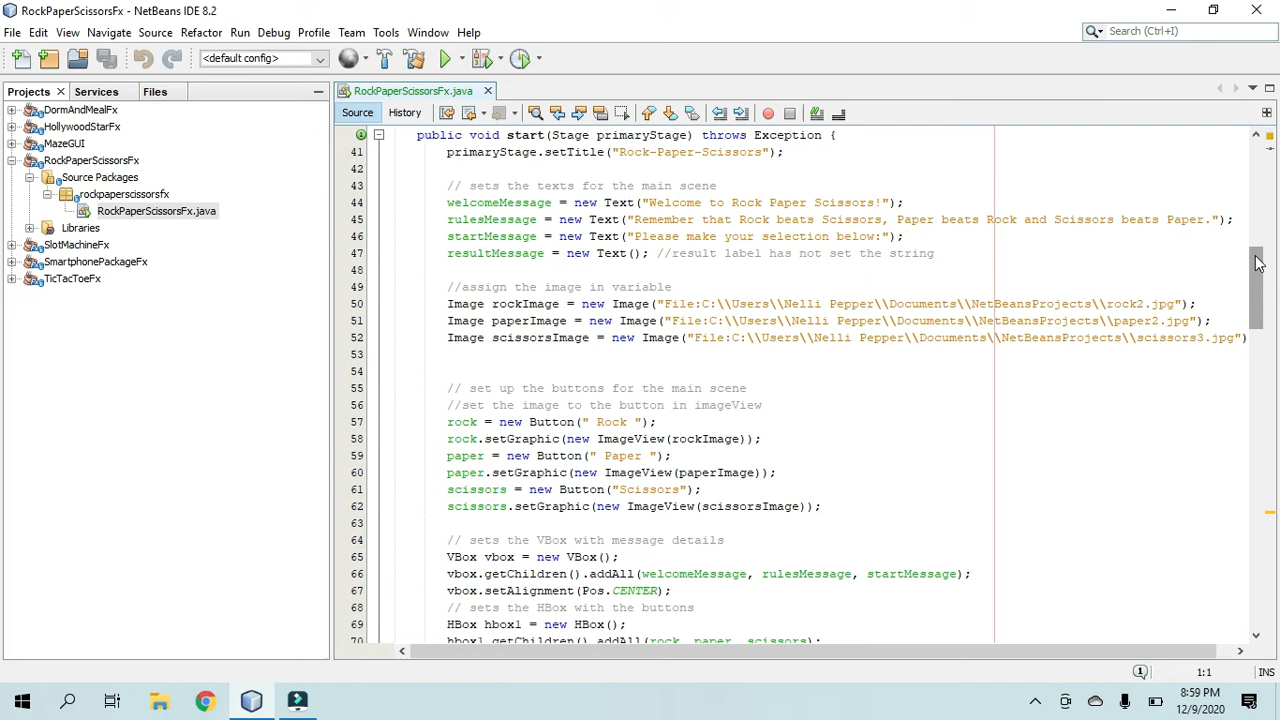 RockPaperScissorsFx - NetBeans IDE 8.2
File Edit View Navigate Source Refactor Run Debug Profile Team Tools Window Help
Search (Ctrl+I)
<default config>
Projects Services Files
RockPaperScissorsFx.java
Source History
DormAndMealFx
HollywoodStarFx
MazeGUI
RockPaperScissorsFx
Source Packages
rockpaperscissorsfx
RockPaperScissorsFx.java
Libraries
SlotMachineFx
SmartphonePackageFx
TicTacToeFx
public void start(Stage primaryStage) throws Exception {
41 primaryStage.setTitle("Rock-Paper-Scissors");
42
43 // sets the texts for the main scene
44 welcomeMessage = new Text("Welcome to Rock Paper Scissors!");
45 rulesMessage = new Text("Remember that Rock beats Scissors, Paper beats Rock and Scissors beats Paper.");
46 startMessage = new Text("Please make your selection below:");
47 resultMessage = new Text(); //result label has not set the string
48
49 //assign the image in variable
50 Image rockImage = new Image("File:C:\\Users\\Nelli Pepper\\Documents\\NetBeansProjects\\rock2.jpg");
51 Image paperImage = new Image("File:C:\\Users\\Nelli Pepper\\Documents\\NetBeansProjects\\paper2.jpg");
52 Image scissorsImage = new Image("File:C:\\Users\\Nelli Pepper\\Documents\\NetBeansProjects\\scissors3.jpg")
53
54
55 // set up the buttons for the main scene
56 //set the image to the button in imageView
57 rock = new Button(" Rock ");
58 rock.setGraphic(new ImageView(rockImage));
59 paper = new Button(" Paper ");
60 paper.setGraphic(new ImageView(paperImage));
61 scissors = new Button("Scissors");
62 scissors.setGraphic(new ImageView(scissorsImage));
63
64 // sets the VBox with message details
65 VBox vbox = new VBox();
66 vbox.getChildren().addAll(welcomeMessage, rulesMessage, startMessage);
67 vbox.setAlignment(Pos.CENTER);
68 // sets the HBox with the buttons
69 HBox hbox1 = new HBox();
70 hbox1.getChildren().addAll(rock, paper, scissors);
1:1 INS
8:59 PM
12/9/2020